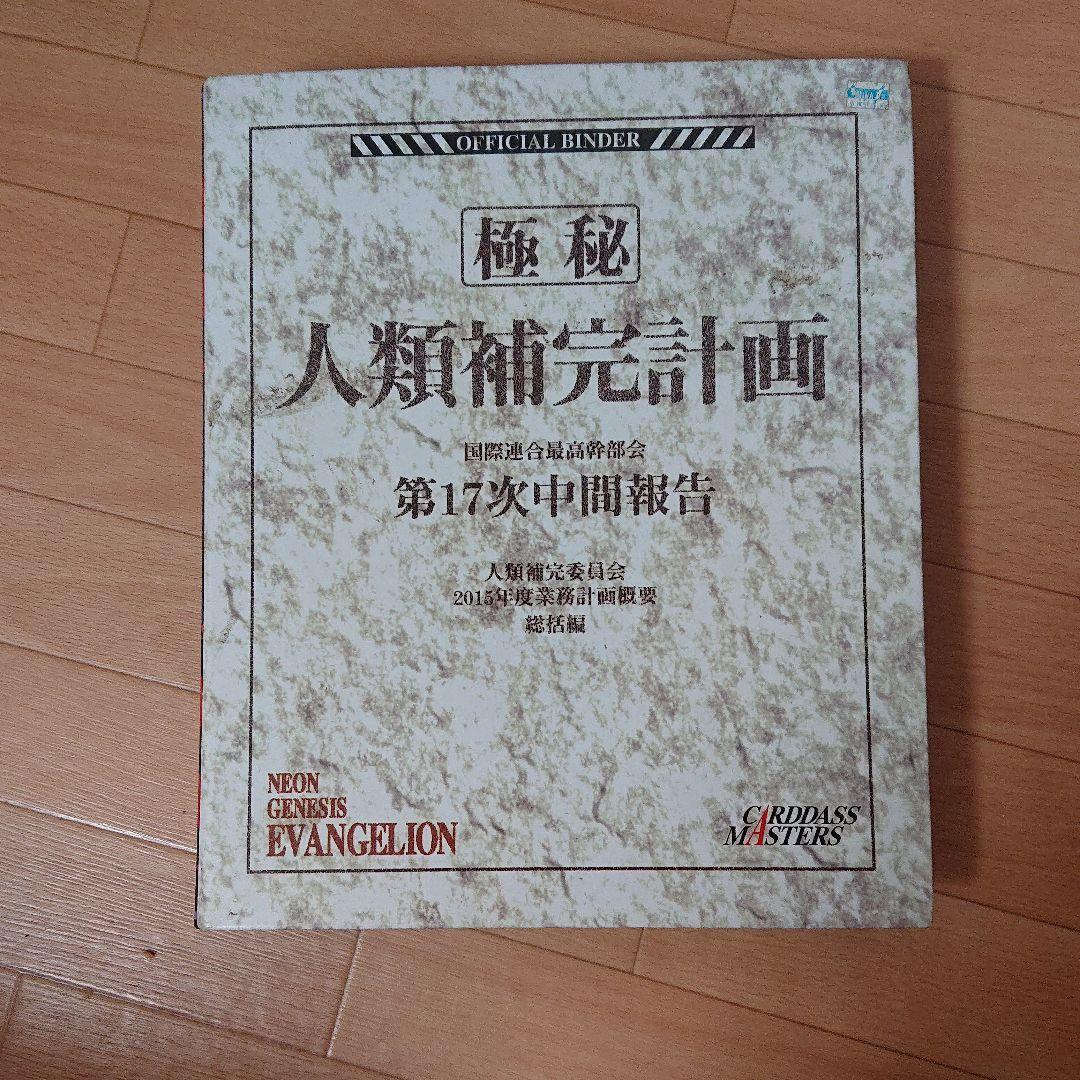 OFFICIAL BINDER
極秘
人類補完計画
国際連合最高幹部会
第17次中間報告
人類補完委員会
2015年度業務計画概要
総括編
NEON
GENESIS
EVANGELION
CARDDASS
MASTERS